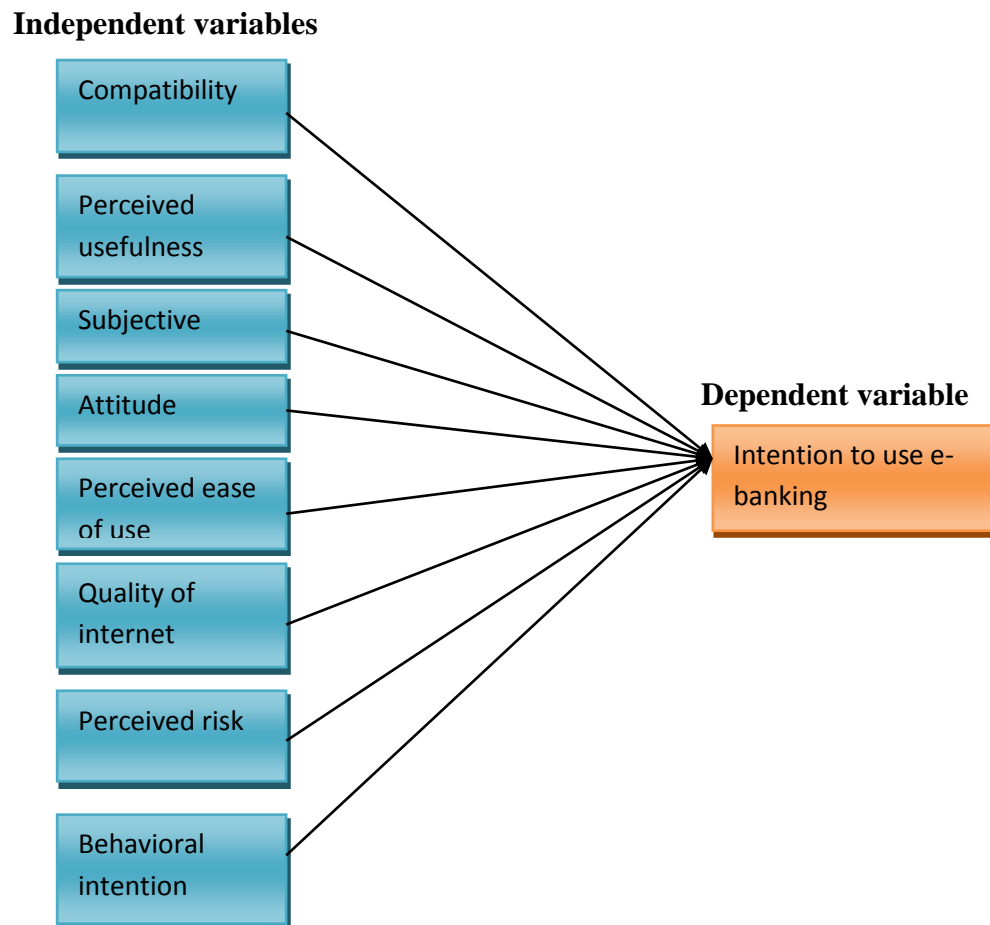 Independent variables
Compatibility
Perceived
usefulness
Subjective
Attitude
Perceived ease
of use
Quality of
internet
Perceived risk
Behavioral
intention
Dependent variable
Intention to use e-
banking